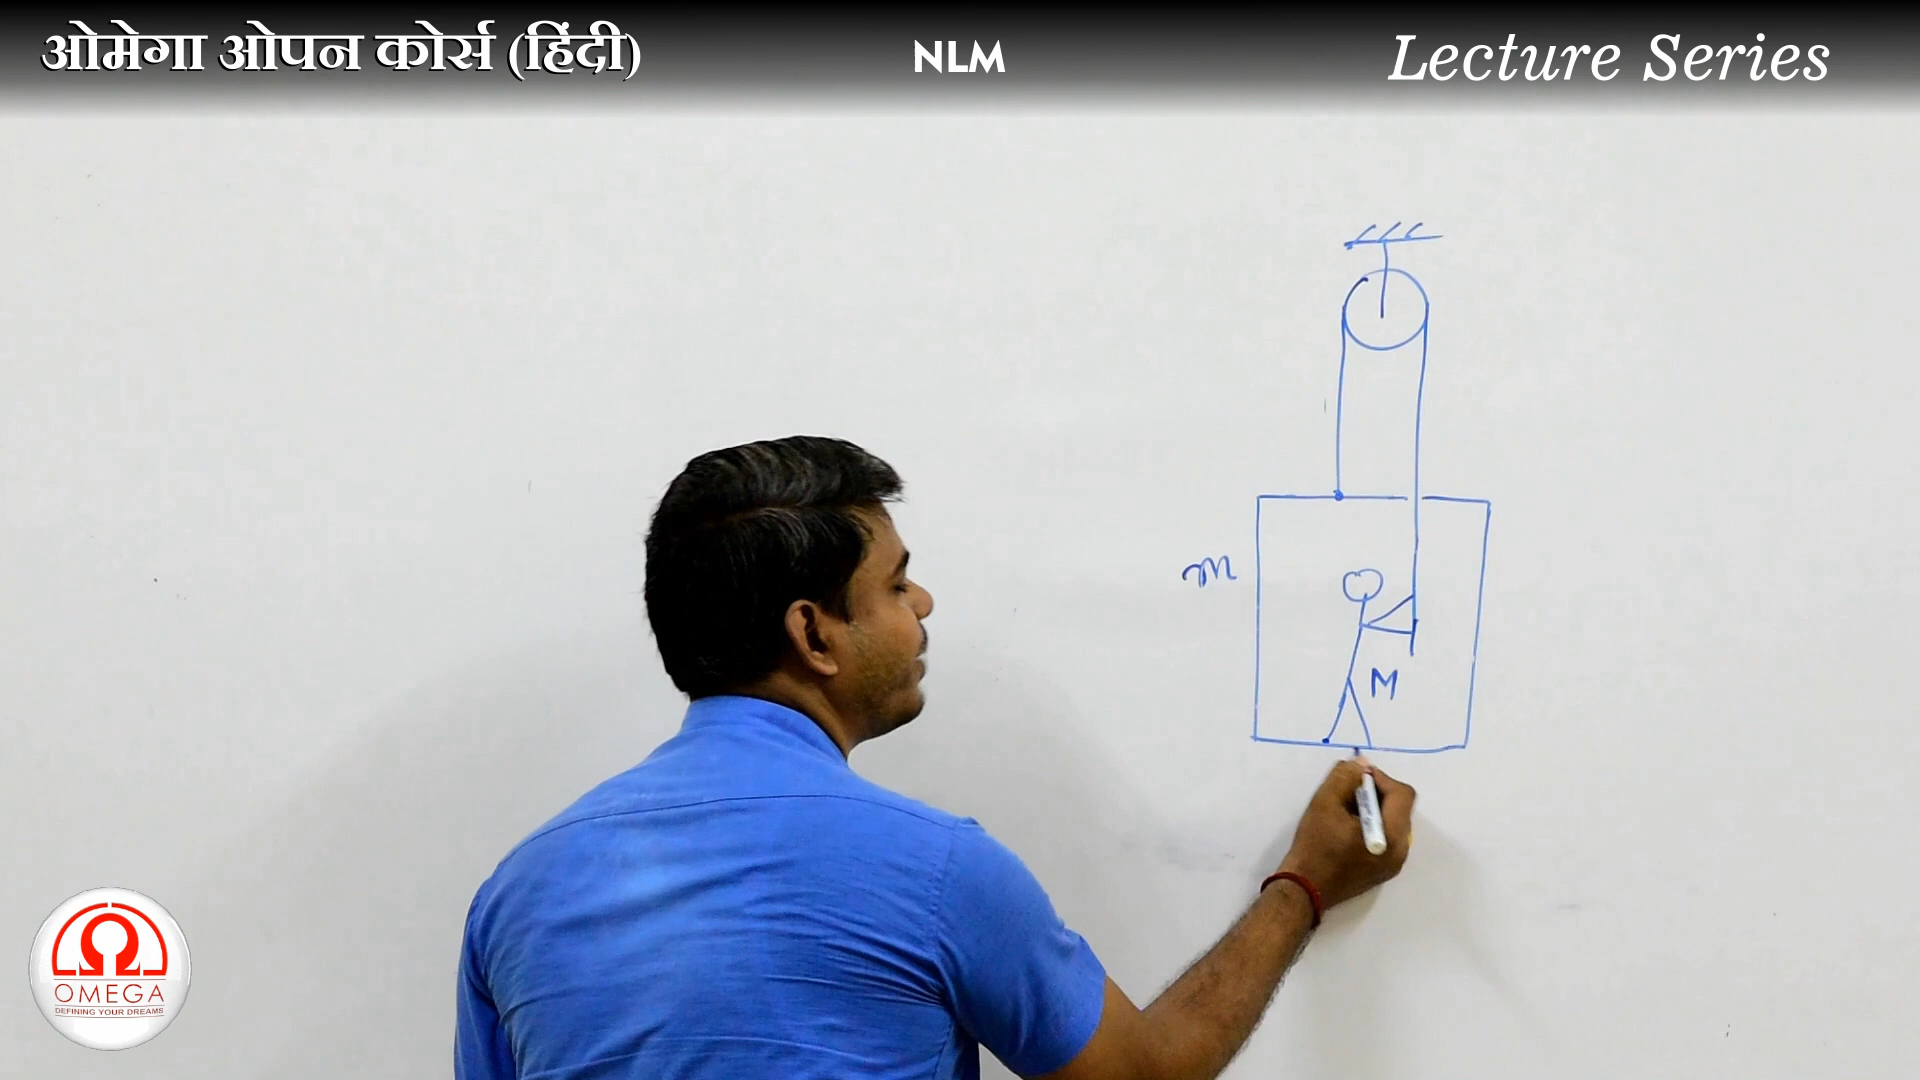 ओमेगा ओपन कोर्स (हिंदी)
NLM
Lecture Series
m
M
OMEGA
DEFINING YOUR DREAMS